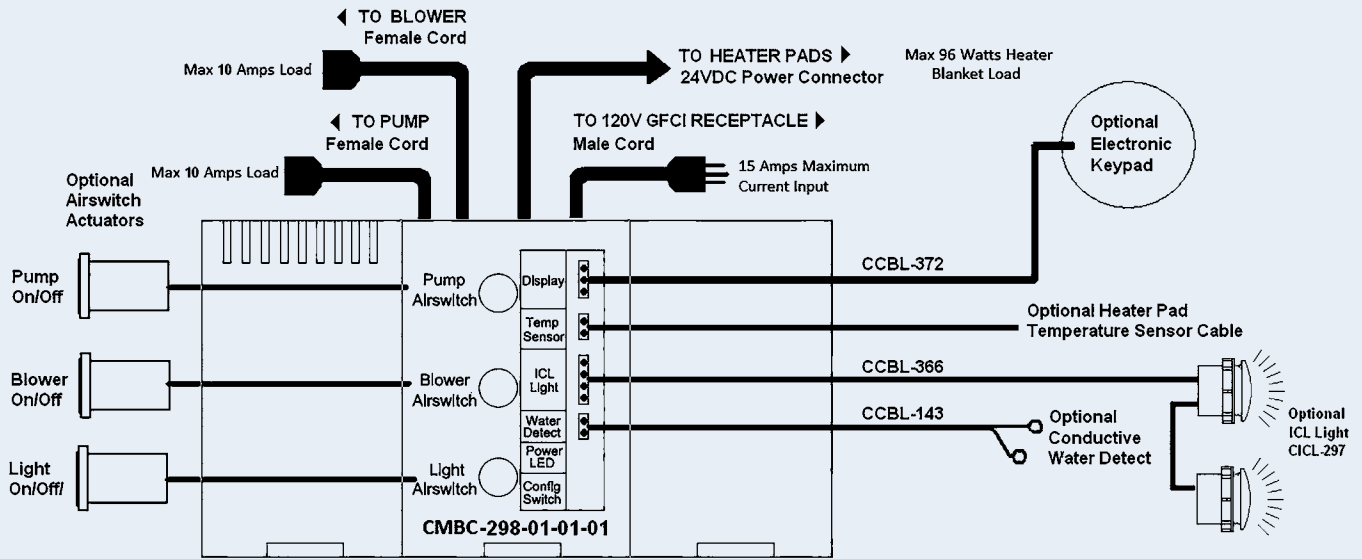 ◀ TO BLOWER
Female Cord
Max 10 Amps Load
TO HEATER PADS ▶
24VDC Power Connector
Max 96 Watts Heater
Blanket Load
◀ TO PUMP
Female Cord
Max 10 Amps Load
TO 120V GFCI RECEPTACLE ▶
Male Cord
15 Amps Maximum
Current Input
Optional
Electronic
Keypad
Optional
Airswitch
Actuators
Pump
On/Off
Pump
Airswitch
Display
CCBL-372
Temp
Sensor
Optional Heater Pad
Temperature Sensor Cable
Blower
On/Off
Blower
Airswitch
ICL
Light
CCBL-366
Water
Detect
CCBL-143
Optional
Conductive
Water Detect
Optional
ICL Light
CICL-297
Light
On/Off/
Light
Airswitch
Power
LED
Config
Switch
CMBC-298-01-01-01